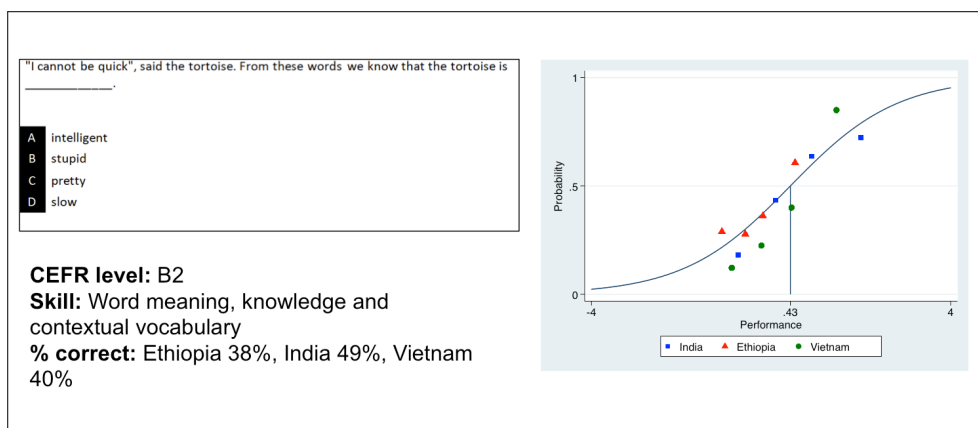 "I cannot be quick", said the tortoise. From these words we know that the tortoise is
____________.
A intelligent
B stupid
C pretty
D slow
CEFR level: B2
Skill: Word meaning, knowledge and
contextual vocabulary
% correct: Ethiopia 38%, India 49%, Vietnam
40%
1
.5
0
Probability
-4
.43
4
Performance
India
Ethiopia
Vietnam